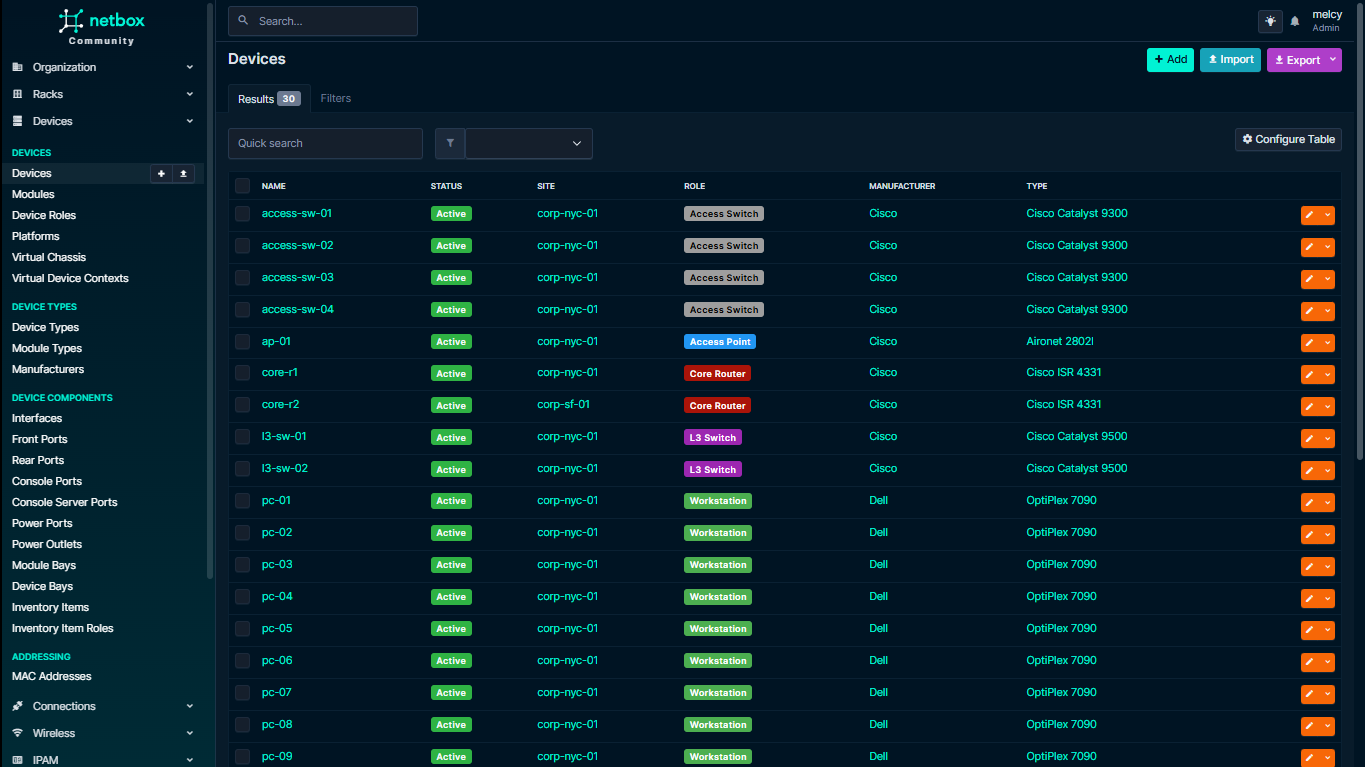 netbox
Community
Organization
Racks
Devices
DEVICES
Devices
Modules
Device Roles
Platforms
Virtual Chassis
Virtual Device Contexts
DEVICE TYPES
Device Types
Module Types
Manufacturers
DEVICE COMPONENTS
Interfaces
Front Ports
Rear Ports
Console Ports
Console Server Ports
Power Ports
Power Outlets
Module Bays
Device Bays
Inventory Items
Inventory Item Roles
ADDRESSING
MAC Addresses
Connections
Wireless
IPAM
Search...
melcy
Admin
Devices
Add Import Export
Results 30 Filters
Quick search
Configure Table
NAME STATUS SITE ROLE MANUFACTURER TYPE
access-sw-01 Active corp-nyc-01 Access Switch Cisco Cisco Catalyst 9300
access-sw-02 Active corp-nyc-01 Access Switch Cisco Cisco Catalyst 9300
access-sw-03 Active corp-nyc-01 Access Switch Cisco Cisco Catalyst 9300
access-sw-04 Active corp-nyc-01 Access Switch Cisco Cisco Catalyst 9300
ap-01 Active corp-nyc-01 Access Point Cisco Aironet 2802I
core-r1 Active corp-nyc-01 Core Router Cisco Cisco ISR 4331
core-r2 Active corp-sf-01 Core Router Cisco Cisco ISR 4331
l3-sw-01 Active corp-nyc-01 L3 Switch Cisco Cisco Catalyst 9500
l3-sw-02 Active corp-nyc-01 L3 Switch Cisco Cisco Catalyst 9500
pc-01 Active corp-nyc-01 Workstation Dell OptiPlex 7090
pc-02 Active corp-nyc-01 Workstation Dell OptiPlex 7090
pc-03 Active corp-nyc-01 Workstation Dell OptiPlex 7090
pc-04 Active corp-nyc-01 Workstation Dell OptiPlex 7090
pc-05 Active corp-nyc-01 Workstation Dell OptiPlex 7090
pc-06 Active corp-nyc-01 Workstation Dell OptiPlex 7090
pc-07 Active corp-nyc-01 Workstation Dell OptiPlex 7090
pc-08 Active corp-nyc-01 Workstation Dell OptiPlex 7090
pc-09 Active corp-nyc-01 Workstation Dell OptiPlex 7090